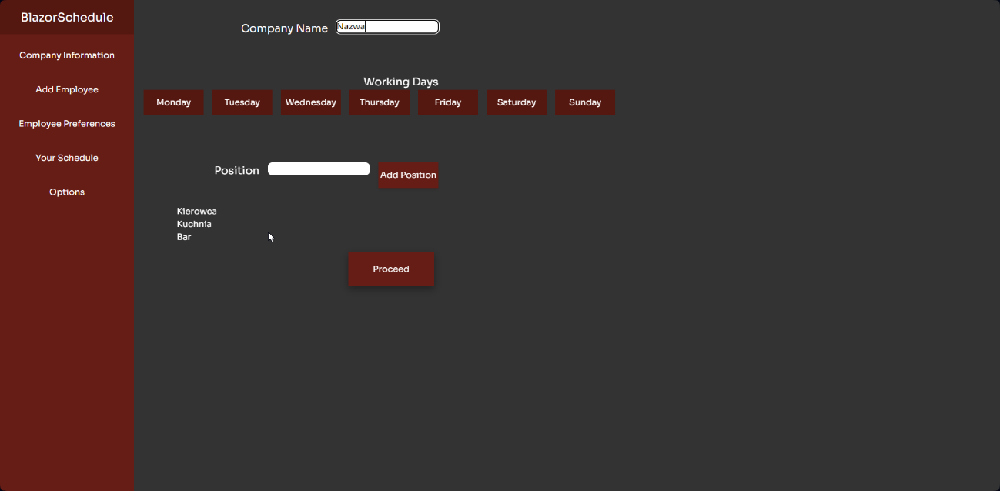 BlazorSchedule
Company Information
Add Employee
Employee Preferences
Your Schedule
Options
Company Name Nazwa
Working Days
Monday Tuesday Wednesday Thursday Friday Saturday Sunday
Position Add Position
Kierowca
Kuchnia
Bar
Proceed